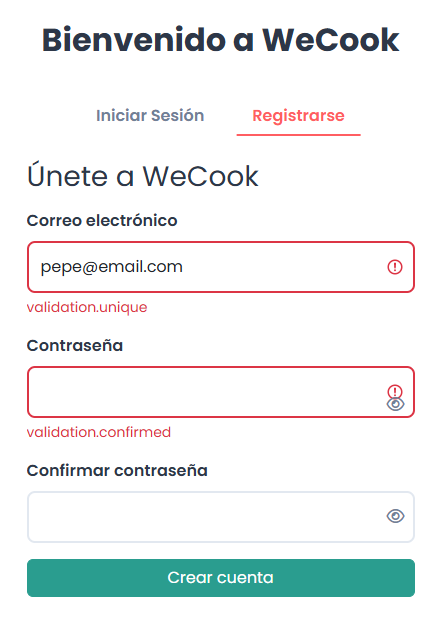 Bienvenido a WeCook
Iniciar Sesión Registrarse
Únete a WeCook
Correo electrónico
pepe@email.com
validation.unique
Contraseña
validation.confirmed
Confirmar contraseña
Crear cuenta